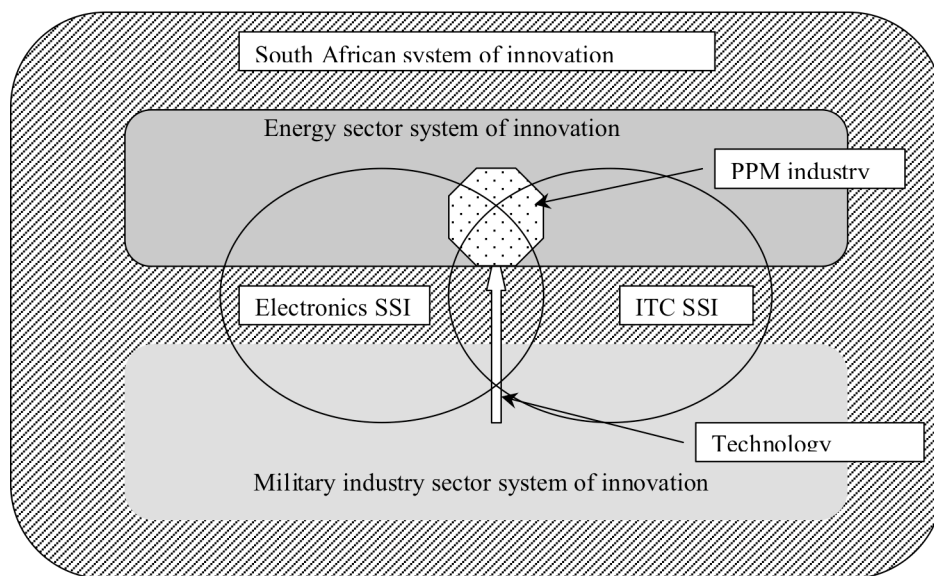 South African system of innovation
Energy sector system of innovation
PPM industry
Electronics SSI
ITC SSI
Technology
Military industry sector system of innovation